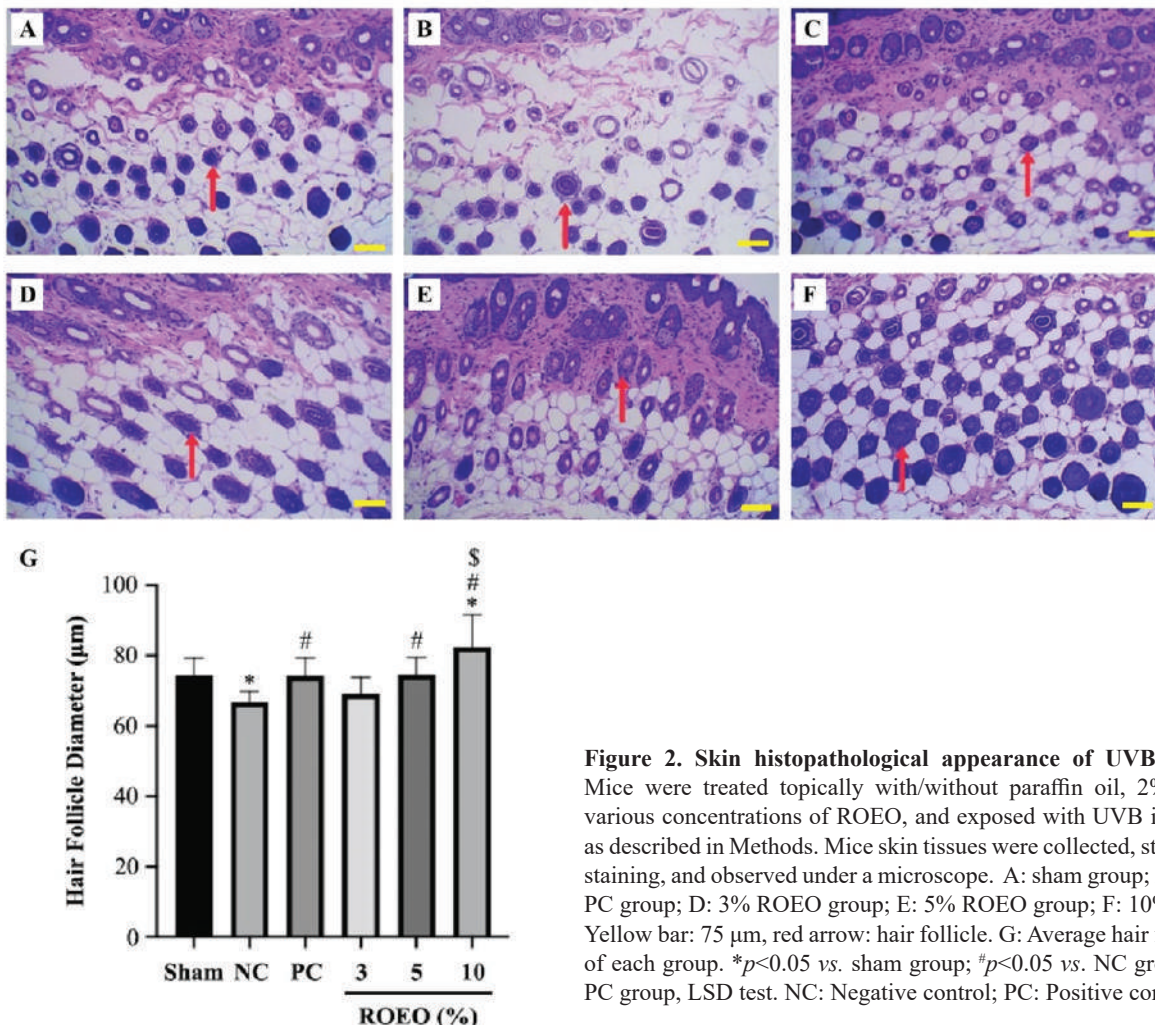 A
B
C
D
E
F
G
100
80
60
40
20
0
Hair Follicle Diameter (μm)
*
#
#
$
#
*
Sham NC PC 3 5 10
ROEO (%)
Figure 2. Skin histopathological appearance of UVB
Mice were treated topically with/without paraffin oil, 2%
various concentrations of ROEO, and exposed with UVB i
as described in Methods. Mice skin tissues were collected, st
staining, and observed under a microscope. A: sham group;
PC group; D: 3% ROEO group; E: 5% ROEO group; F: 10%
Yellow bar: 75 μm, red arrow: hair follicle. G: Average hair
of each group. *p<0.05 vs. sham group; #p<0.05 vs. NC gro
PC group, LSD test. NC: Negative control; PC: Positive con